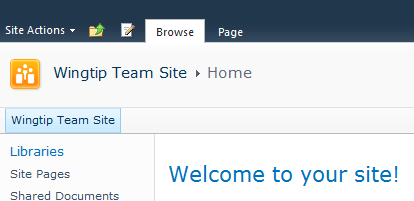 Site Actions Browse Page
Wingtip Team Site Home
Wingtip Team Site
Libraries
Site Pages
Shared Documents
Welcome to your site!